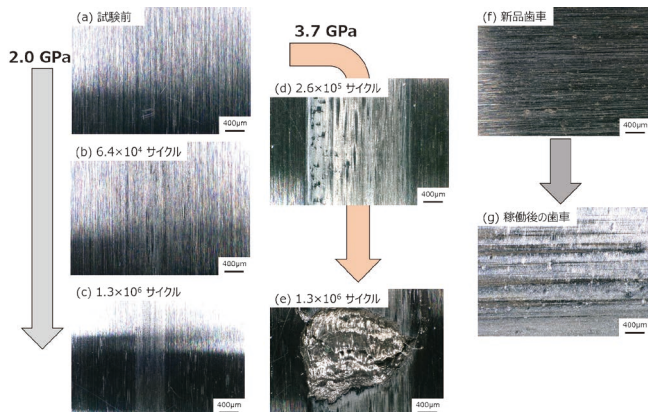 2.0 GPa
(a) 試験前
400μm
(b) 6.4×10⁴ サイクル
400μm
(c) 1.3×10⁶ サイクル
400μm
3.7 GPa
(d) 2.6×10⁵ サイクル
400μm
(e) 1.3×10⁶ サイクル
400μm
(f) 新品歯車
400μm
(g) 稼働後の歯車
400μm